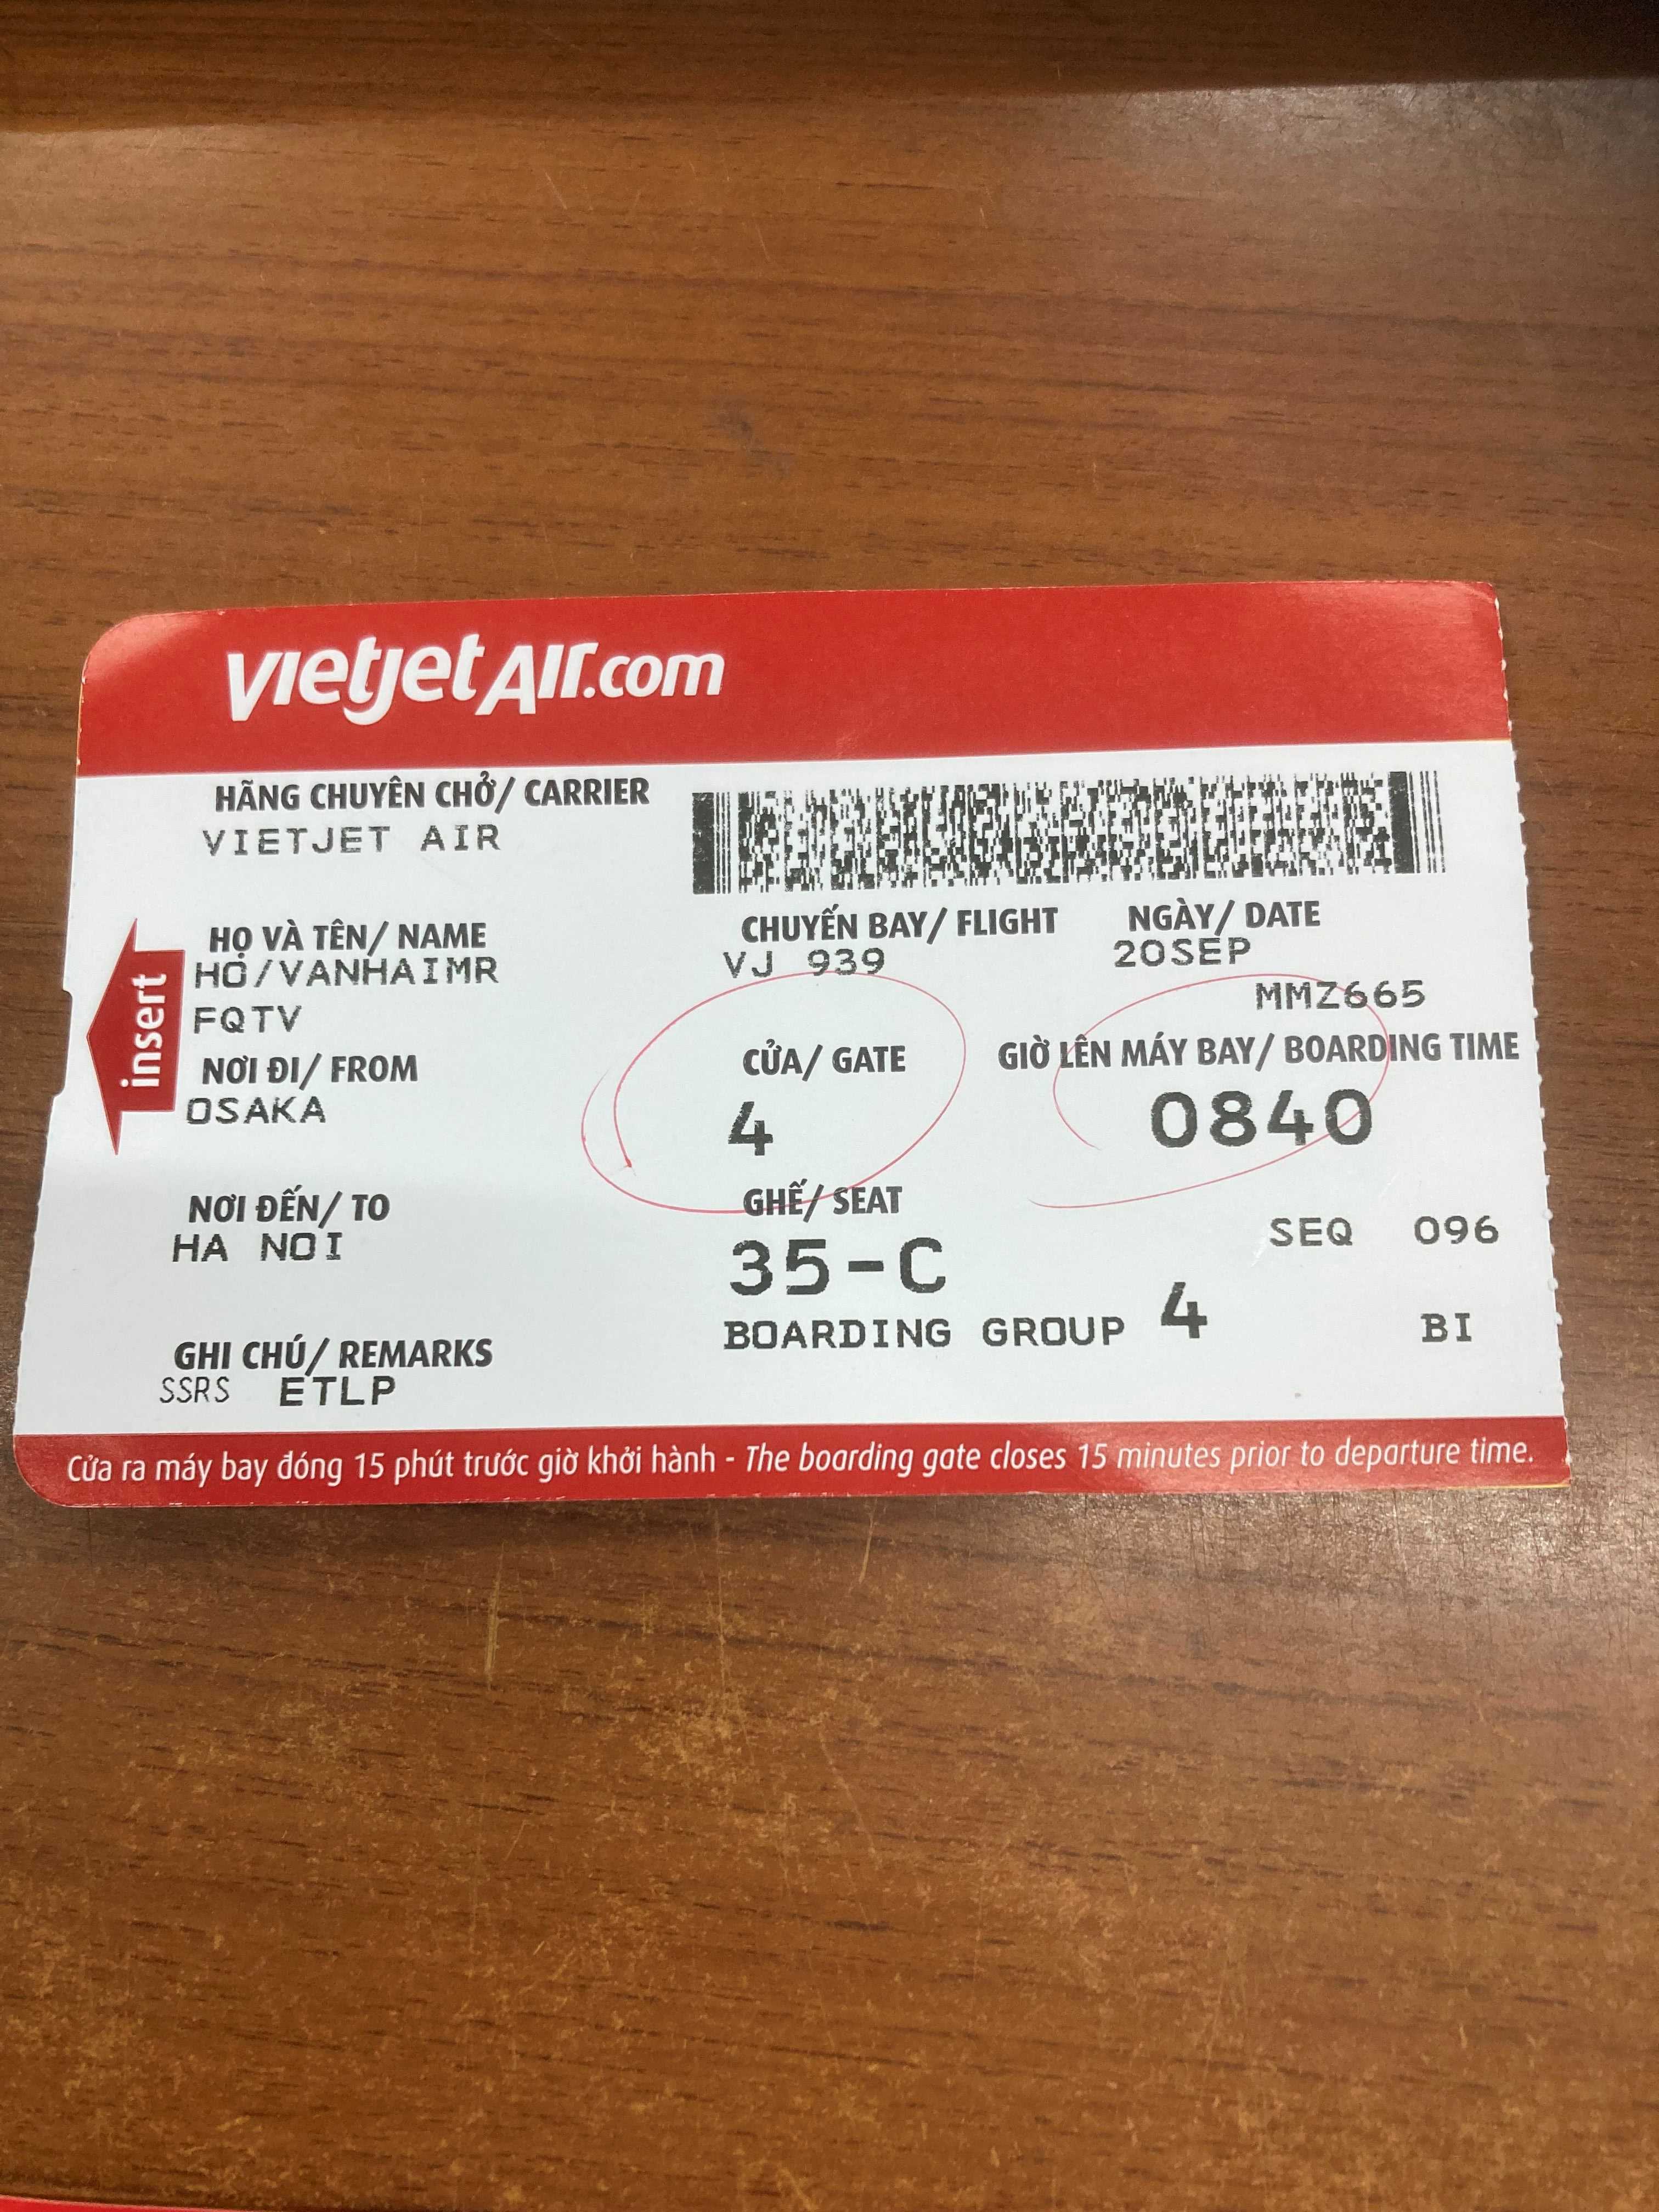 vietjetAir.com
HÃNG CHUYÊN CHỞ/ CARRIER
VIETJET AIR
HỌ VÀ TÊN/ NAME
HO/VANHAIMR
FQTV
CHUYẾN BAY/ FLIGHT
VJ 939
NGÀY/ DATE
20SEP
MMZ665
insert
NƠI ĐI/ FROM
OSAKA
CỬA/ GATE
4
GIỜ LÊN MÁY BAY/ BOARDING TIME
0840
NƠI ĐẾN/ TO
HA NOI
GHẾ/ SEAT
35-C
SEQ 096
BOARDING GROUP 4
BI
GHI CHÚ/ REMARKS
SSRS ETLP
Cửa ra máy bay đóng 15 phút trước giờ khởi hành - The boarding gate closes 15 minutes prior to departure time.